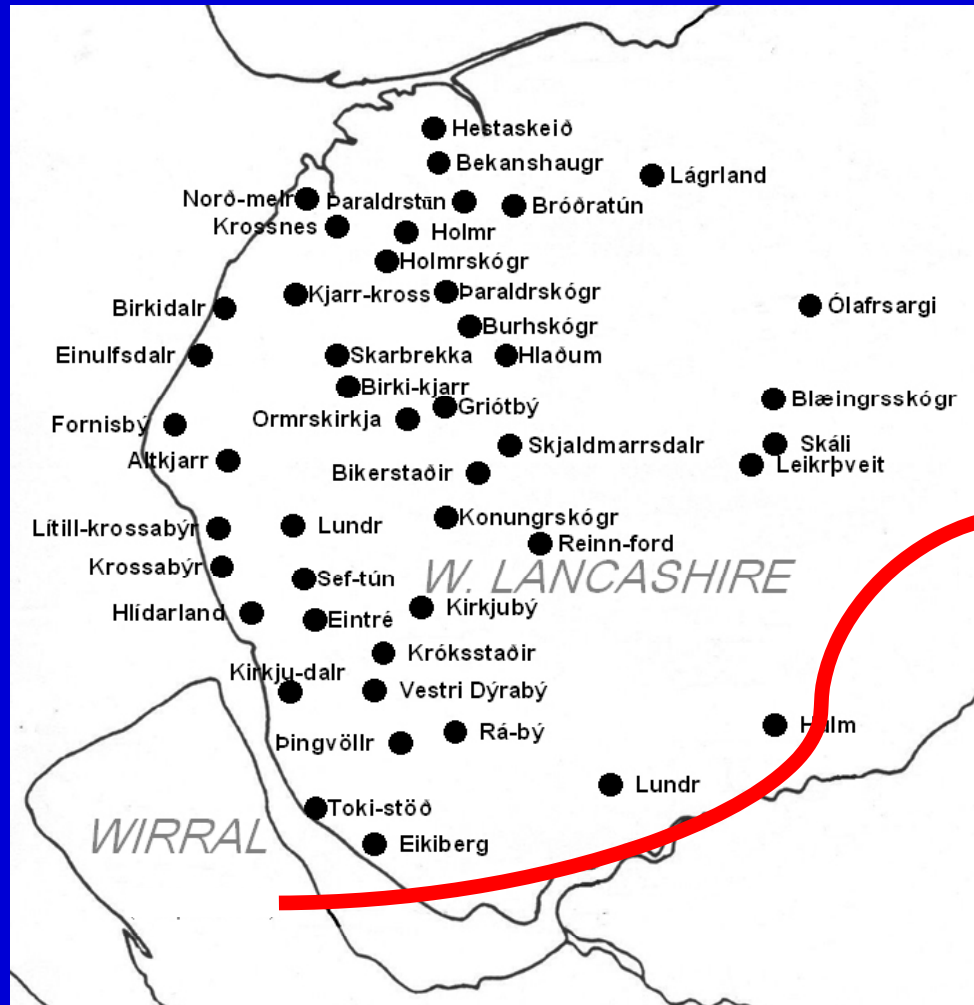 Hestaskeið
Bekanshaugr
Lágrland
Norð-melr
Þaraldrstūn
Bróðratún
Krossnes
Holmr
Holmrskógr
Kjarr-kross
Þaraldrskógr
Birkidalr
Ólafrsargi
Burhskógr
Einulfsdalr
Skarbrekka
Hlaðum
Birki-kjarr
Blæingrsskógr
Griótbý
Ormrskirkja
Fornisbý
Skjaldmarrsdalr
Skáli
Altkjarr
Leikrþveit
Bikerstaðir
Konungrskógr
Lítill-krossabýr
Lundr
Reinn-ford
Krossabýr
Sef-tún
W. LANCASHIRE
Hlídarland
Eintré
Kirkjubý
Króksstaðir
Kirkju-dalr
Vestri Dýrabý
Hulm
Rá-bý
Þingvöllr
Lundr
Toki-stöð
WIRRAL
Eikiberg